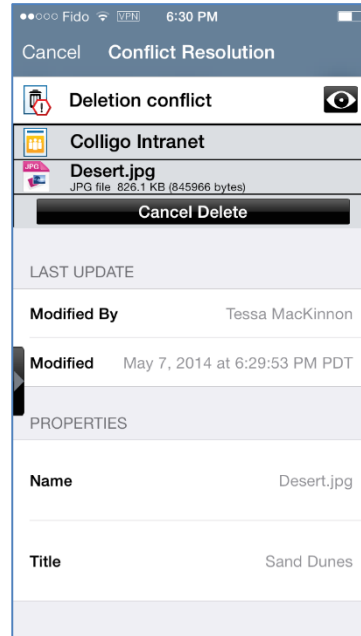 Fido VPN 6:30 PM
Cancel Conflict Resolution
Deletion conflict
Colligo Intranet
JPG
Desert.jpg
JPG file 826.1 KB (845966 bytes)
Cancel Delete
LAST UPDATE
Modified By Tessa MacKinnon
Modified May 7, 2014 at 6:29:53 PM PDT
PROPERTIES
Name Desert.jpg
Title Sand Dunes